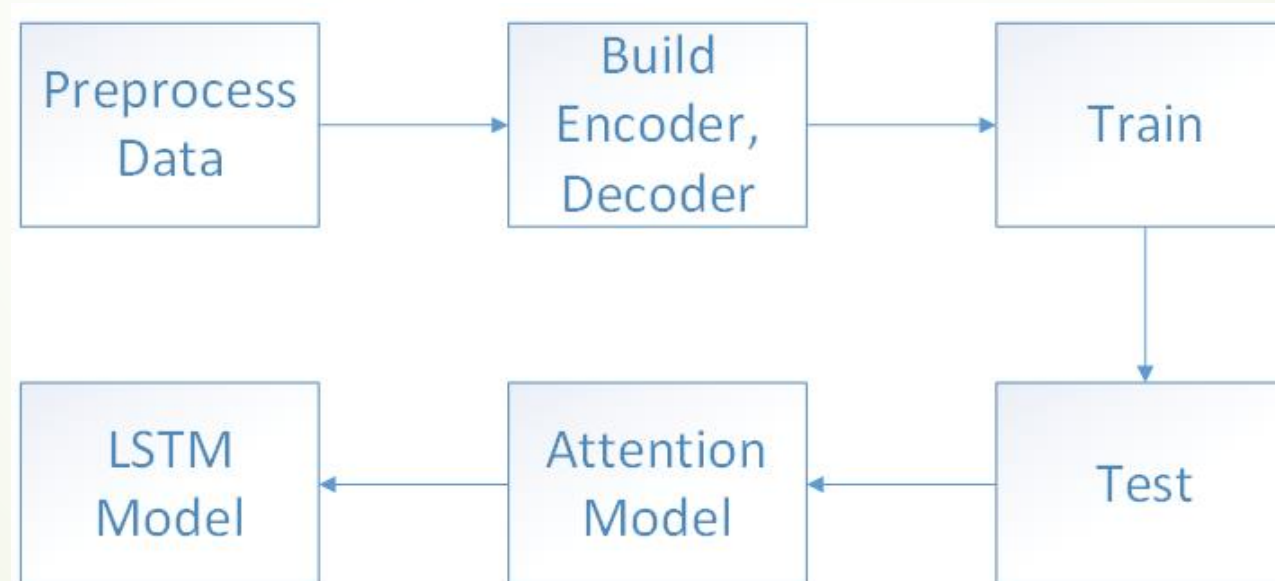 Preprocess
Data
Build
Encoder,
Decoder
Train
LSTM
Model
Attention
Model
Test